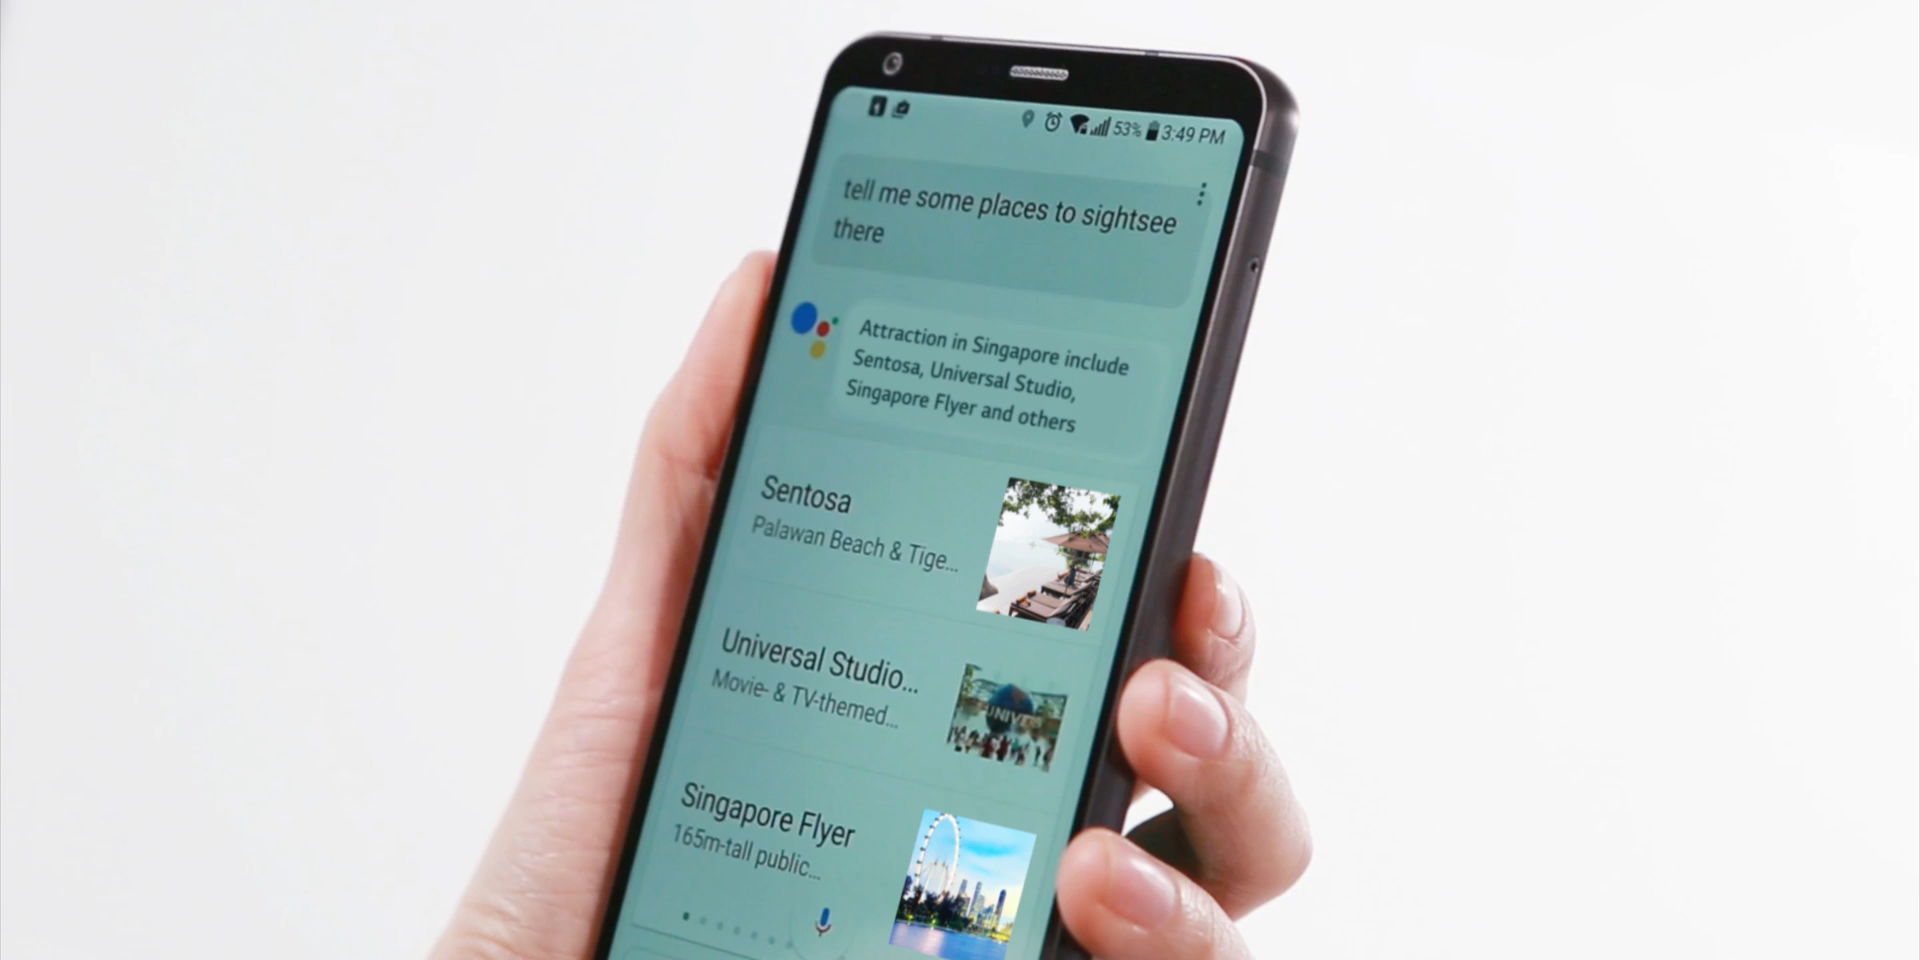 53% 3:49 PM
tell me some places to sightsee
there
Attraction in Singapore include
Sentosa, Universal Studio,
Singapore Flyer and others
Sentosa
Palawan Beach & Tige...
Universal Studio...
Movie- & TV-themed...
UNIVERS
Singapore Flyer
165m-tall public...